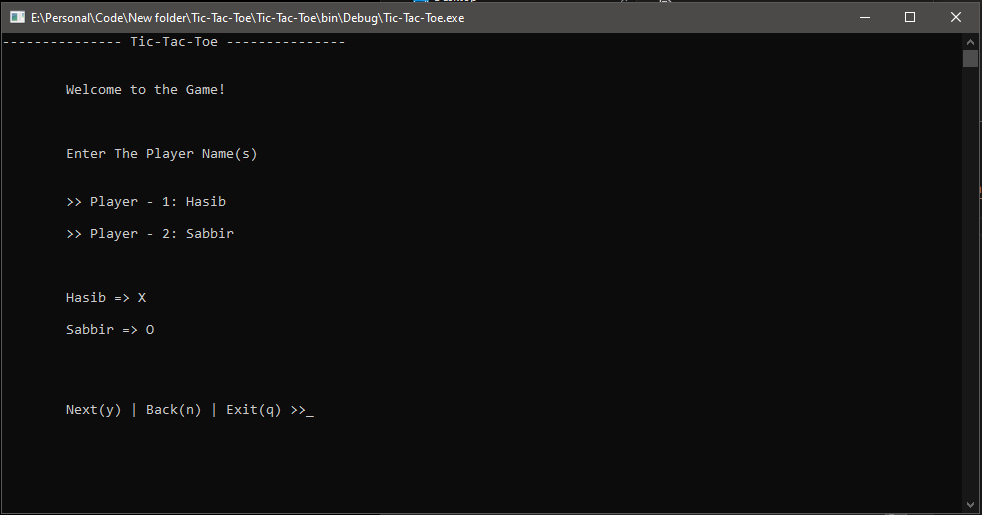 E:\Personal\Code\New folder\Tic-Tac-Toe\Tic-Tac-Toe\bin\Debug\Tic-Tac-Toe.exe
--------------- Tic-Tac-Toe ---------------
Welcome to the Game!
Enter The Player Name(s)
>> Player - 1: Hasib
>> Player - 2: Sabbir
Hasib => X
Sabbir => O
Next(y) | Back(n) | Exit(q) >>_